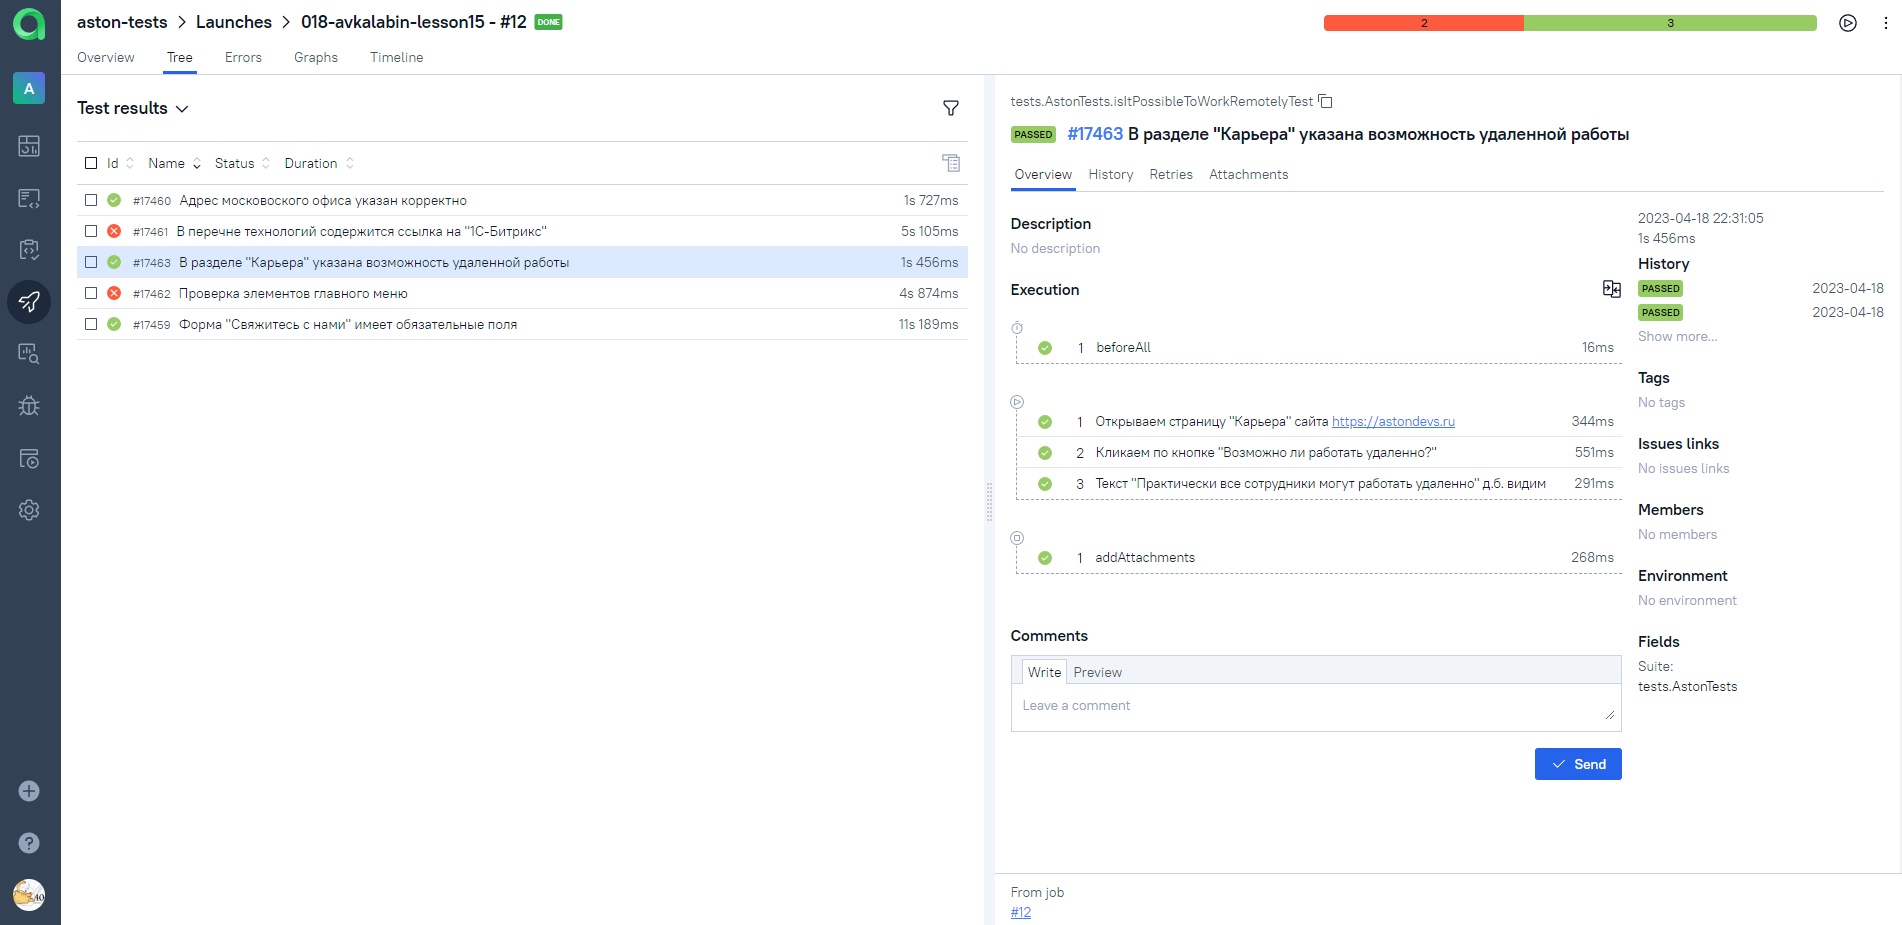 aston-tests > Launches > 018-avkalabin-lesson15 - #12 DONE
2 3
Overview Tree Errors Graphs Timeline
A
Test results
Id Name Status Duration
#17460 Адрес московоского офиса указан корректно 1s 727ms
#17461 В перечне технологий содержится ссылка на "1С-Битрикс" 5s 105ms
#17463 В разделе "Карьера" указана возможность удаленной работы 1s 456ms
#17462 Проверка элементов главного меню 4s 874ms
#17459 Форма "Свяжитесь с нами" имеет обязательные поля 11s 189ms
tests.AstonTests.isItPossibleToWorkRemotelyTest
PASSED #17463 В разделе "Карьера" указана возможность удаленной работы
Overview History Retries Attachments
Description
No description
Execution
1 beforeAll 16ms
1 Открываем страницу "Карьера" сайта https://astondevs.ru 344ms
2 Кликаем по кнопке "Возможно ли работать удаленно?" 551ms
3 Текст "Практически все сотрудники могут работать удаленно" д.б. видим 291ms
1 addAttachments 268ms
Comments
Write Preview
Leave a comment
Send
2023-04-18 22:31:05
1s 456ms
History
PASSED 2023-04-18
PASSED 2023-04-18
Show more...
Tags
No tags
Issues links
No issues links
Members
No members
Environment
No environment
Fields
Suite:
tests.AstonTests
From job
#12